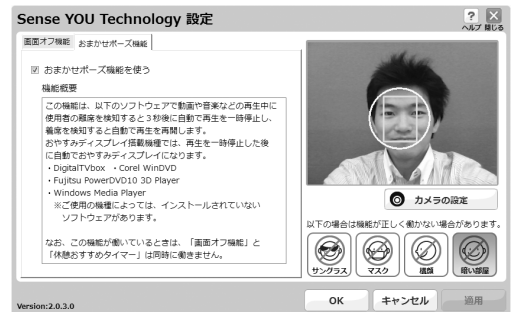 Sense YOU Technology 設定
ヘルプ 閉じる
画面オフ機能 おまかせポーズ機能
おまかせポーズ機能を使う
機能概要
この機能は、以下のソフトウェアで動画や音楽などの再生中に
使用者の離席を検知すると3秒後に自動で再生を一時停止し、
着席を検知すると自動で再生を再開します。
おやすみディスプレイ搭載機種では、再生を一時停止した後
に自動でおやすみディスプレイになります。
・DigitalTVbox ・Corel WinDVD
・Fujitsu PowerDVD10 3D Player
・Windows Media Player
※ご使用の機種によっては、インストールされていない
ソフトウェアがあります。
なお、この機能が働いているときは、「画面オフ機能」と
「休憩おすすめタイマー」は同時に働きません。
カメラの設定
以下の場合は機能が正しく働かない場合があります。
サングラス マスク 横顔 暗い部屋
Version:2.0.3.0
OK キャンセル 適用